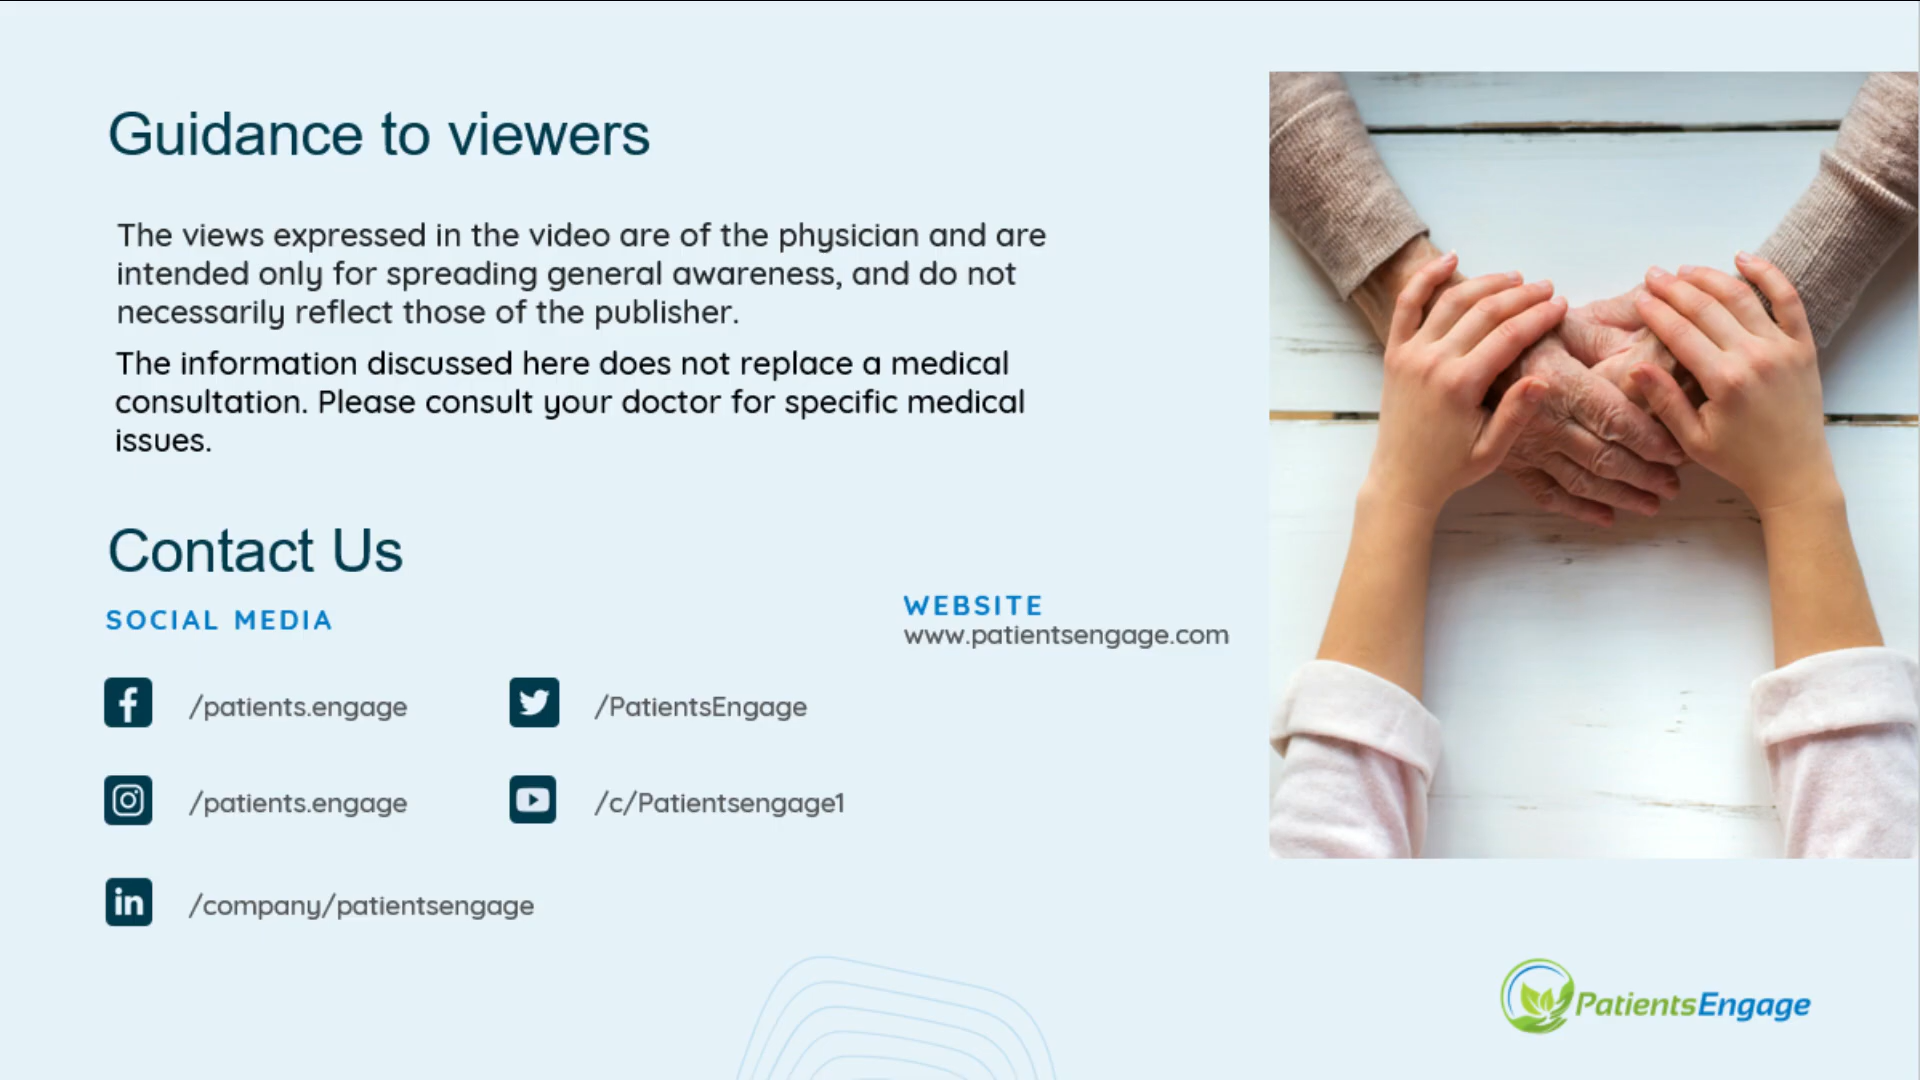 Guidance to viewers
The views expressed in the video are of the physician and are
intended only for spreading general awareness, and do not
necessarily reflect those of the publisher.
The information discussed here does not replace a medical
consultation. Please consult your doctor for specific medical
issues.
Contact Us
SOCIAL MEDIA
WEBSITE
www.patientsengage.com
/patients.engage
/PatientsEngage
/patients.engage
/c/Patientsengage1
/company/patientsengage
PatientsEngage